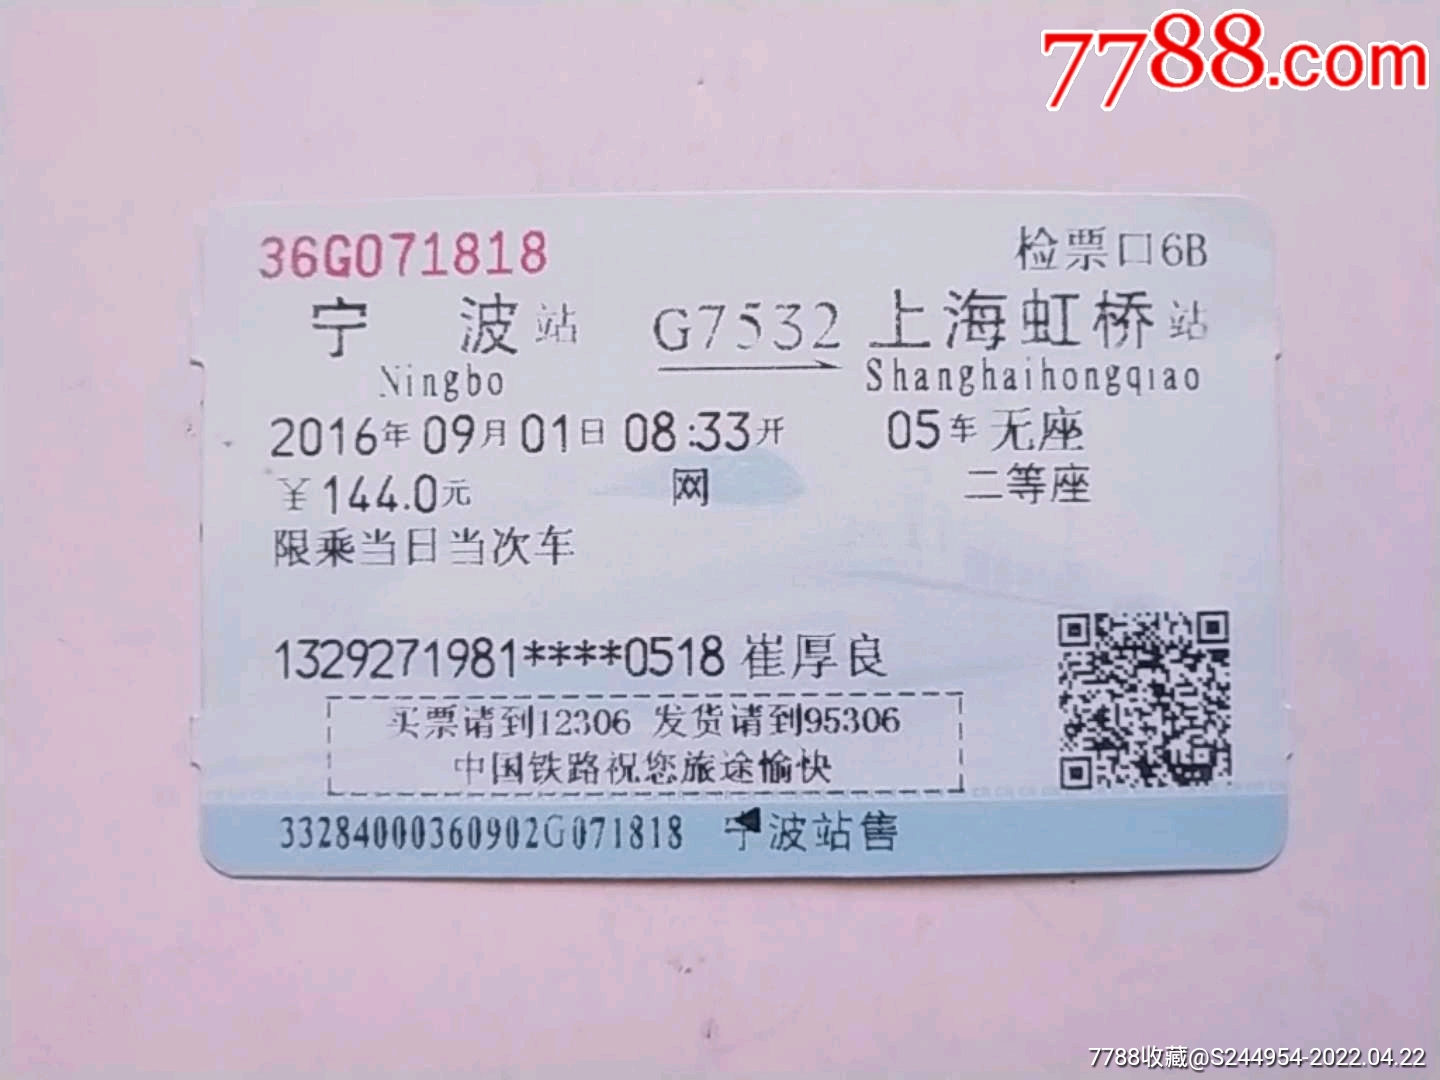 7788.com
36G071818 检票口6B
宁波站 G7532 上海虹桥站
Ningbo Shanghaihongqiao
2016年09月01日08:33开 05车无座
¥144.0元 网 二等座
限乘当日当次车
1329271981****0518 崔厚良
买票请到12306 发货请到95306
中国铁路祝您旅途愉快
33284000360902G071818 宁波站售
7788收藏@S244954-2022.04.22